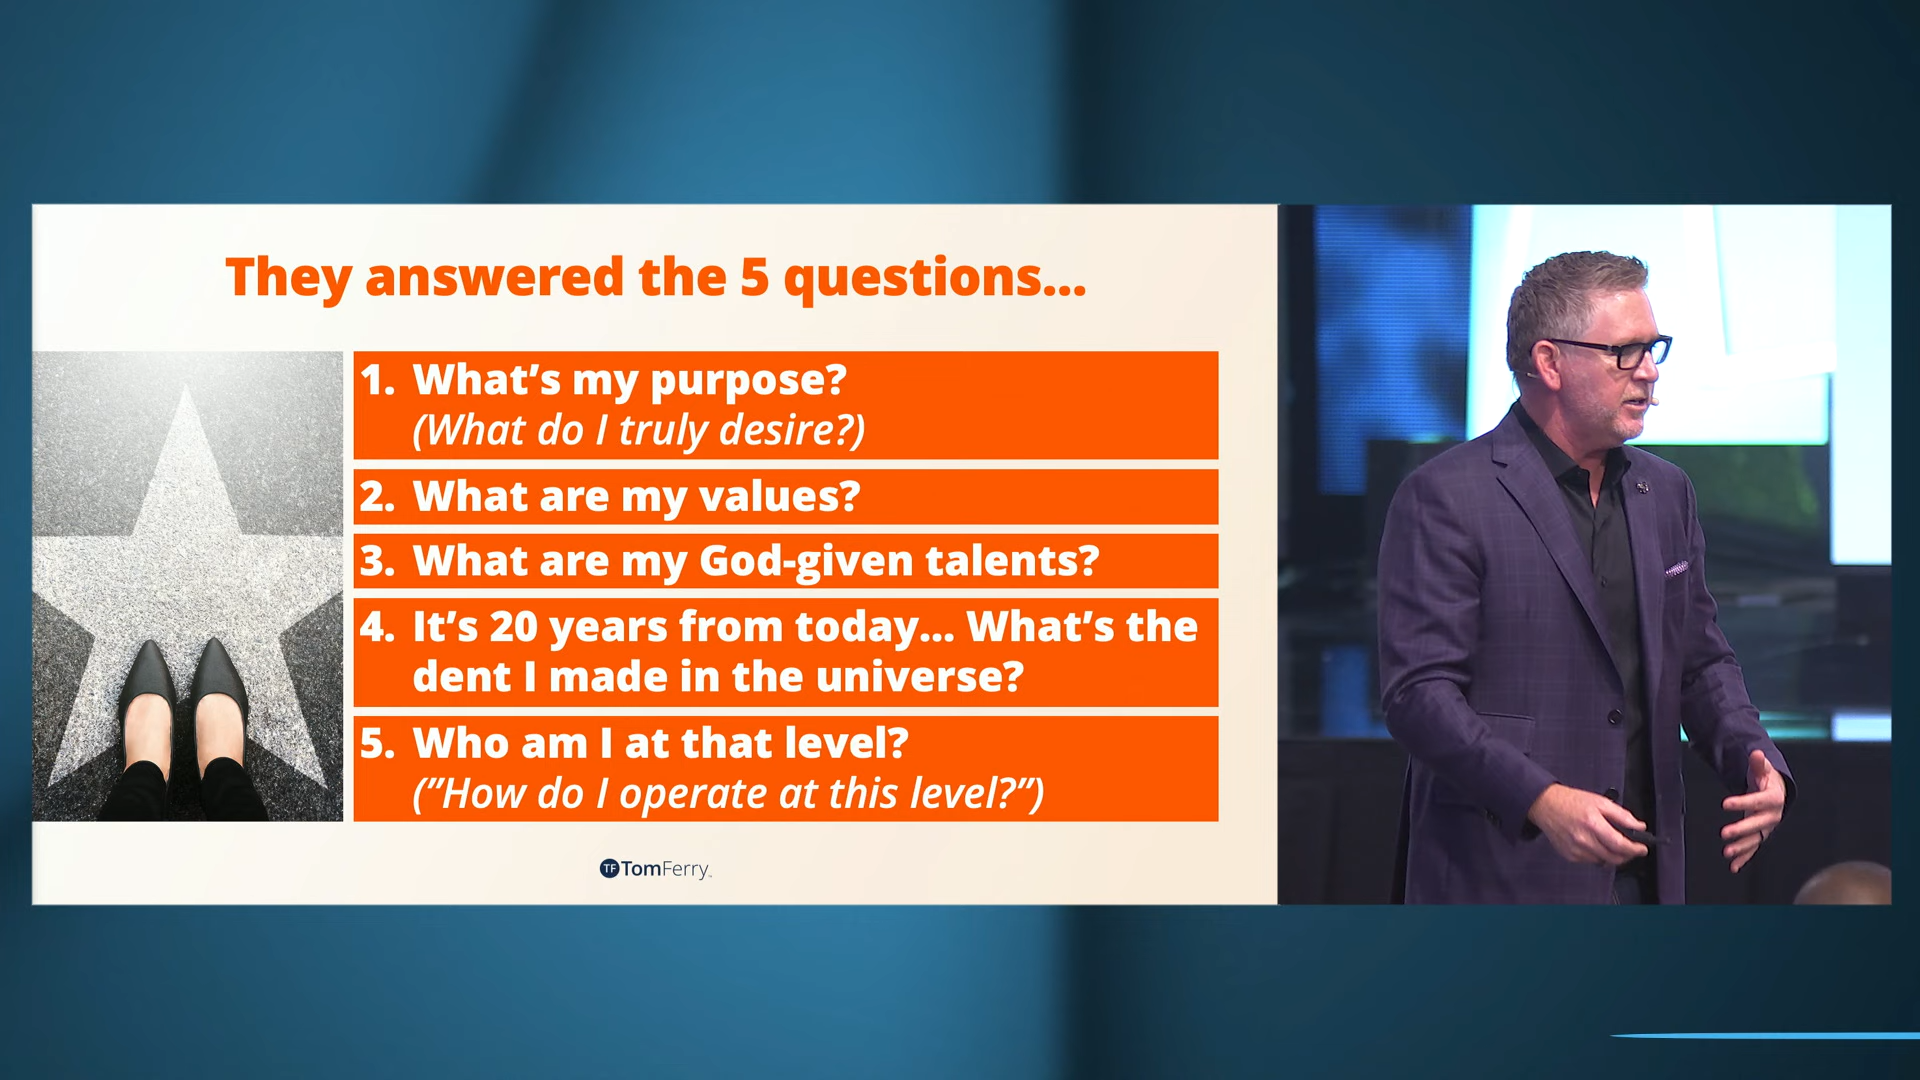 They answered the 5 questions...
1. What's my purpose?
(What do I truly desire?)
2. What are my values?
3. What are my God-given talents?
4. It's 20 years from today... What's the
dent I made in the universe?
5. Who am I at that level?
(”How do I operate at this level?”)
TF TomFerry